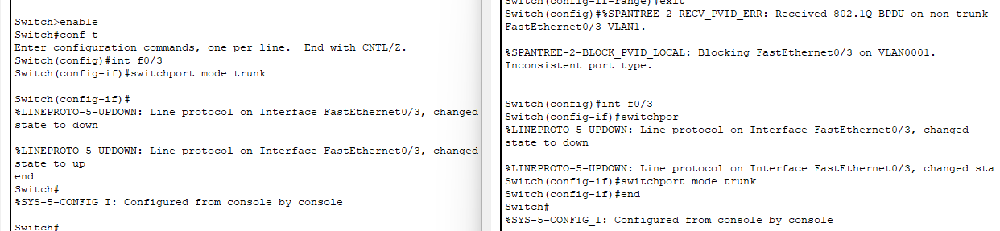 Switch>enable
Switch#conf t
Enter configuration commands, one per line.  End with CNTL/Z.
Switch(config)#int f0/3
Switch(config-if)#switchport mode trunk
Switch(config-if)#
%LINEPROTO-5-UPDOWN: Line protocol on Interface FastEthernet0/3, changed
state to down
%LINEPROTO-5-UPDOWN: Line protocol on Interface FastEthernet0/3, changed
state to up
end
Switch#
%SYS-5-CONFIG_I: Configured from console by console
Switch#
Switch(config-if-range)#exit
Switch(config)#%SPANTREE-2-RECV_PVID_ERR: Received 802.1Q BPDU on non trunk
FastEthernet0/3 VLAN1.
%SPANTREE-2-BLOCK_PVID_LOCAL: Blocking FastEthernet0/3 on VLAN0001.
Inconsistent port type.
Switch(config)#int f0/3
Switch(config-if)#switchpor
%LINEPROTO-5-UPDOWN: Line protocol on Interface FastEthernet0/3, changed
state to down
%LINEPROTO-5-UPDOWN: Line protocol on Interface FastEthernet0/3, changed sta
Switch(config-if)#switchport mode trunk
Switch(config-if)#end
Switch#
%SYS-5-CONFIG_I: Configured from console by console